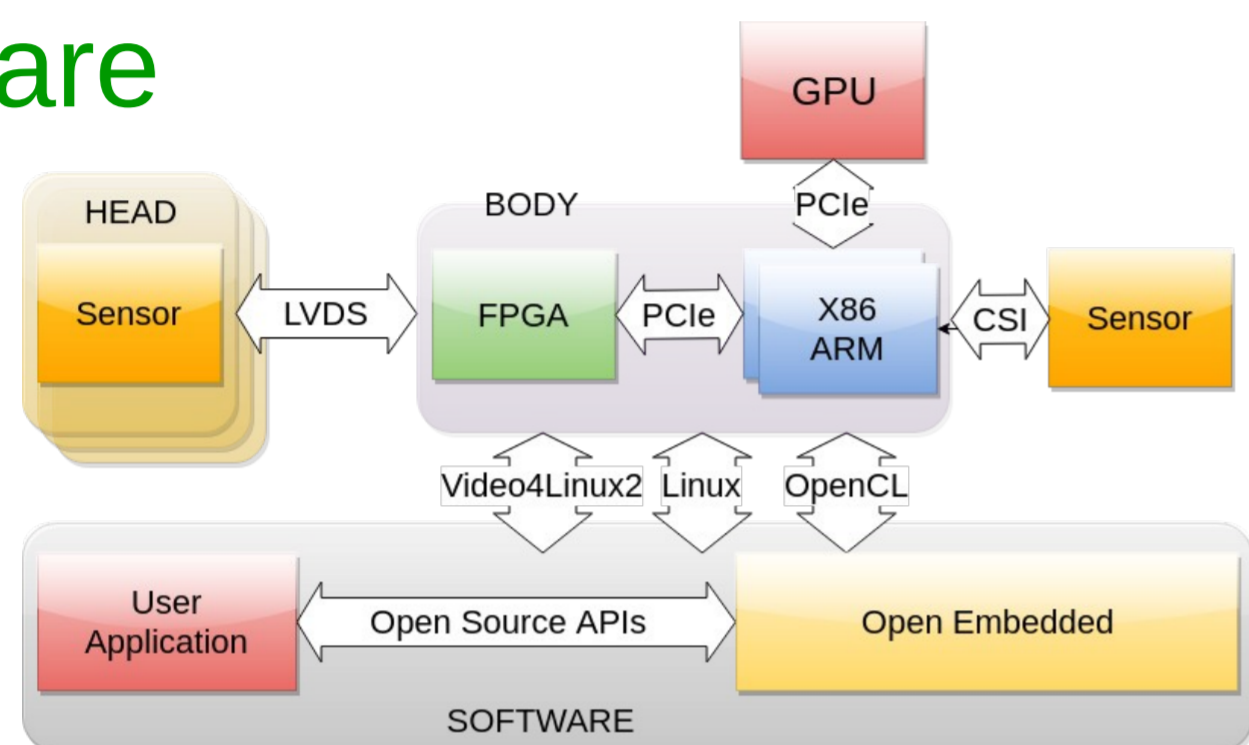 are
GPU
HEAD
BODY
PCIe
Sensor
LVDS
FPGA
PCIe
X86
ARM
CSI
Sensor
Video4Linux2
Linux
OpenCL
User
Application
Open Source APIs
Open Embedded
SOFTWARE